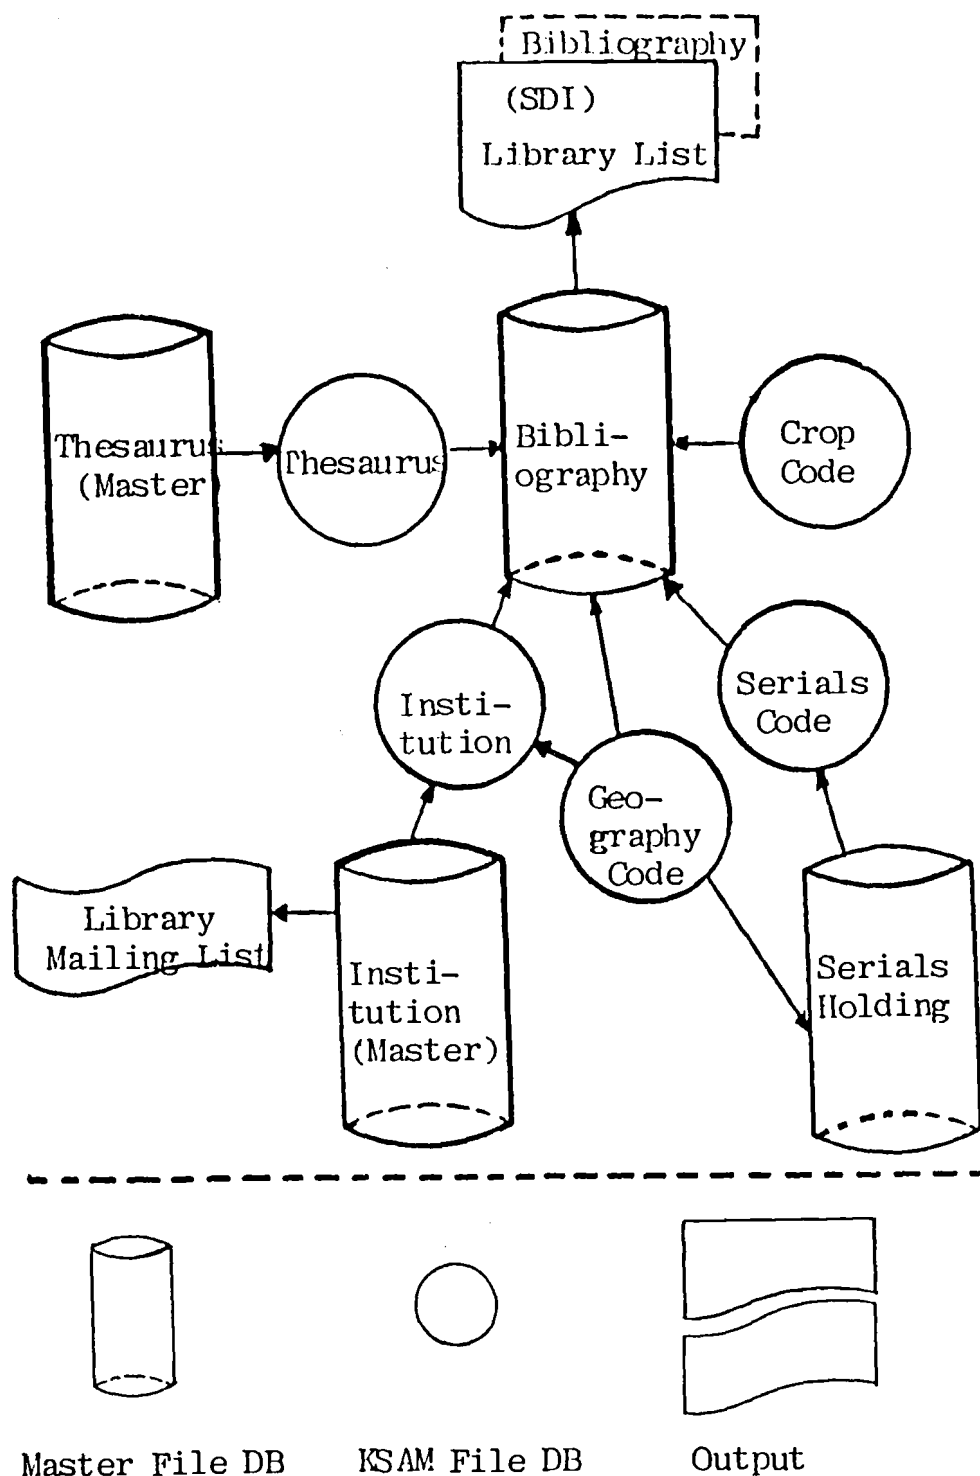 Bibliography
(SDI)
Library List
Thesaurus
(Master)
Thesaurus
Bibli-
ography
Crop
Code
Insti-
tution
Geo-
graphy
Code
Serials
Code
Library
Mailing List
Insti-
tution
(Master)
Serials
Holding
Master File DB
KSAM File DB
Output